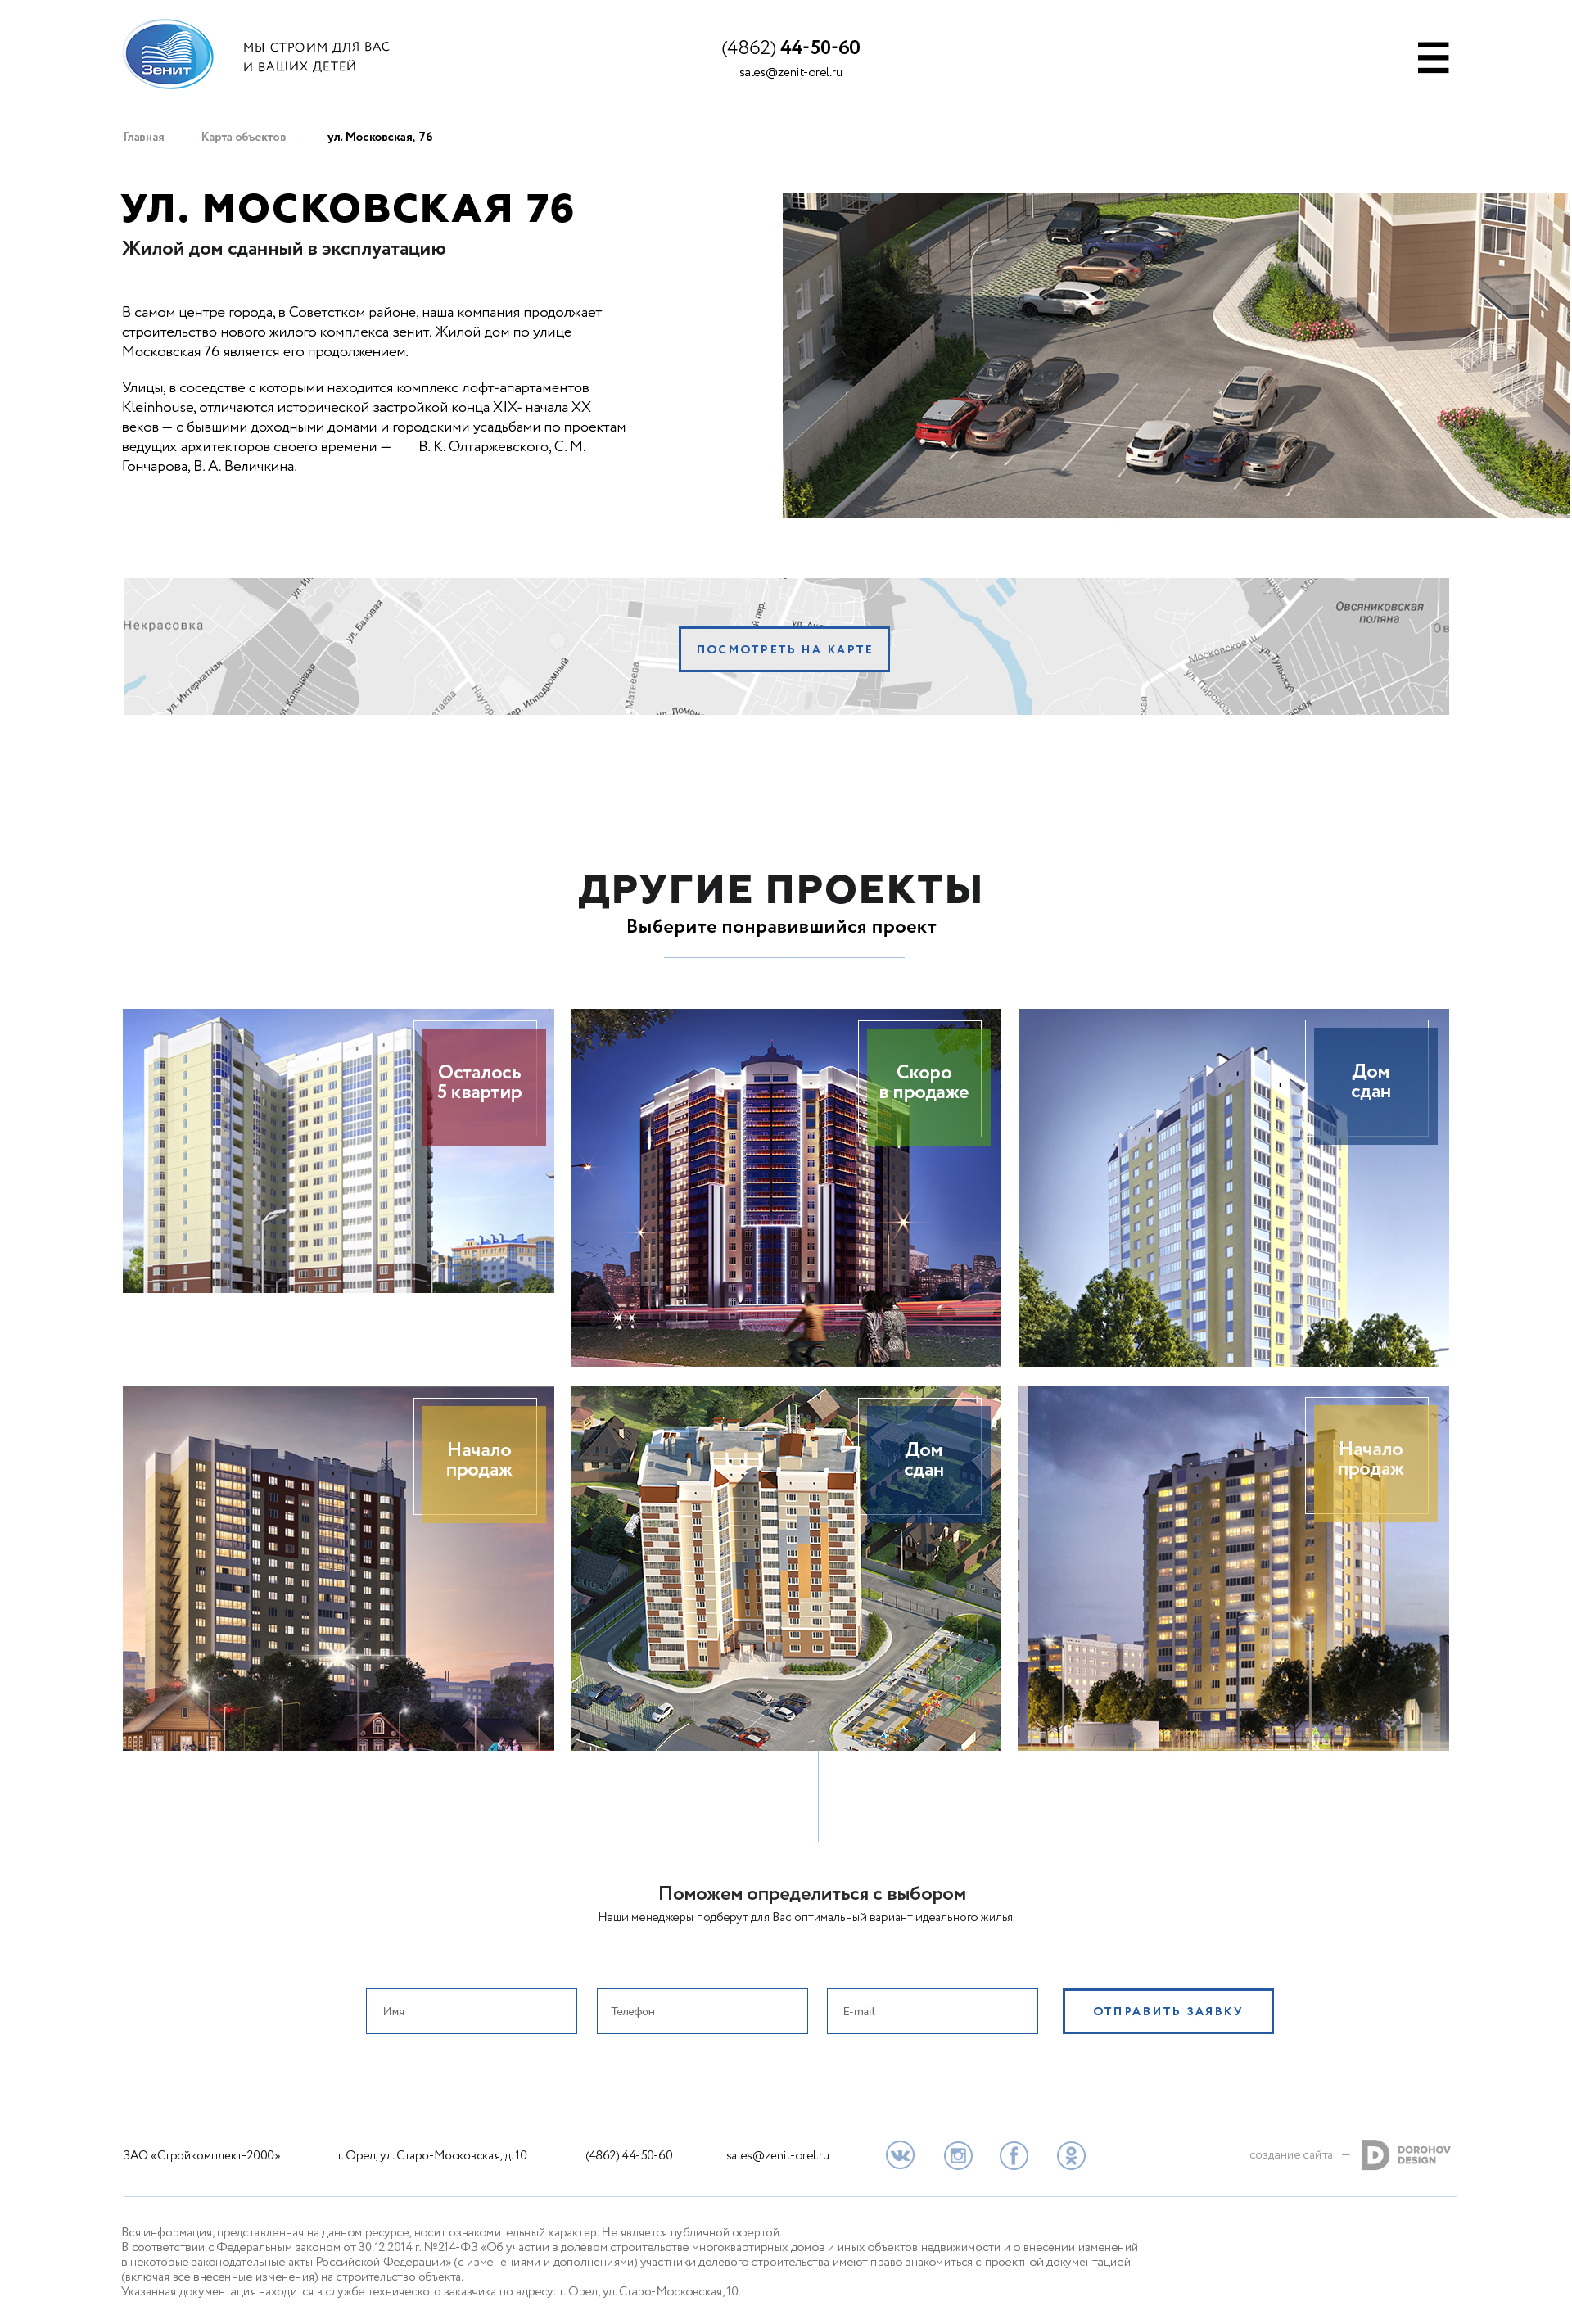 Зенит
МЫ СТРОИМ ДЛЯ ВАС
И ВАШИХ ДЕТЕЙ
(4862) 44-50-60
sales@zenit-orel.ru
Главная — Карта объектов — ул. Московская, 76
УЛ. МОСКОВСКАЯ 76
Жилой дом сданный в эксплуатацию
В самом центре города, в Советстком районе, наша компания продолжает
строительство нового жилого комплекса зенит. Жилой дом по улице
Московская 76 является его продолжением.
Улицы, в соседстве с которыми находится комплекс лофт-апартаментов
Kleinhouse, отличаются исторической застройкой конца XIX- начала XX
веков — с бывшими доходными домами и городскими усадьбами по проектам
ведущих архитекторов своего времени — В. К. Олтаржевского, С. М.
Гончарова, В. А. Величкина.
Некрасовка
ул. Базовая
ул. Интернатная
ул. Кольцевая
Матвеева
Московское ш.
ул. Тульская
Овсяниковская
поляна
ПОСМОТРЕТЬ НА КАРТЕ
ДРУГИЕ ПРОЕКТЫ
Выберите понравившийся проект
Осталось
5 квартир
Скоро
в продаже
Дом
сдан
Начало
продаж
Дом
сдан
Начало
продаж
Поможем определиться с выбором
Наши менеджеры подберут для Вас оптимальный вариант идеального жилья
Имя
Телефон
E-mail
ОТПРАВИТЬ ЗАЯВКУ
ЗАО «Стройкомплект-2000»
г. Орел, ул. Старо-Московская, д. 10
(4862) 44-50-60
sales@zenit-orel.ru
создание сайта —
DOROHOV
DESIGN
Вся информация, представленная на данном ресурсе, носит ознакомительный характер. Не является публичной офертой.
В соответствии с Федеральным законом от 30.12.2014 г. №214-ФЗ «Об участии в долевом строительстве многоквартирных домов и иных объектов недвижимости и о внесении изменений
в некоторые законодательные акты Российской Федерации» (с изменениями и дополнениями) участники долевого строительства имеют право знакомиться с проектной документацией
(включая все внесенные изменения) на строительство объекта.
Указанная документация находится в службе технического заказчика по адресу: г. Орел, ул. Старо-Московская, 10.